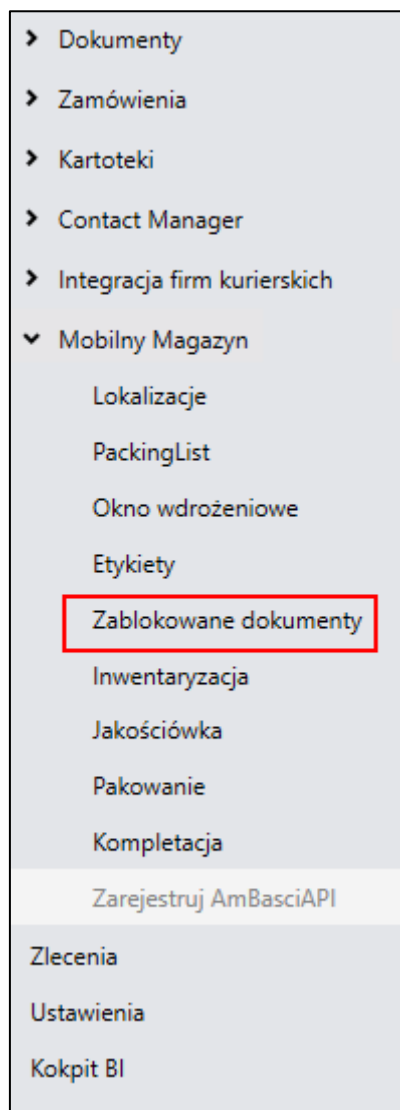 Dokumenty
Zamówienia
Kartoteki
Contact Manager
Integracja firm kurierskich
Mobilny Magazyn
Lokalizacje
PackingList
Okno wdrożeniowe
Etykiety
Zablokowane dokumenty
Inwentaryzacja
Jakościówka
Pakowanie
Kompletacja
Zarejestruj AmBasciAPI
Zlecenia
Ustawienia
Kokpit BI